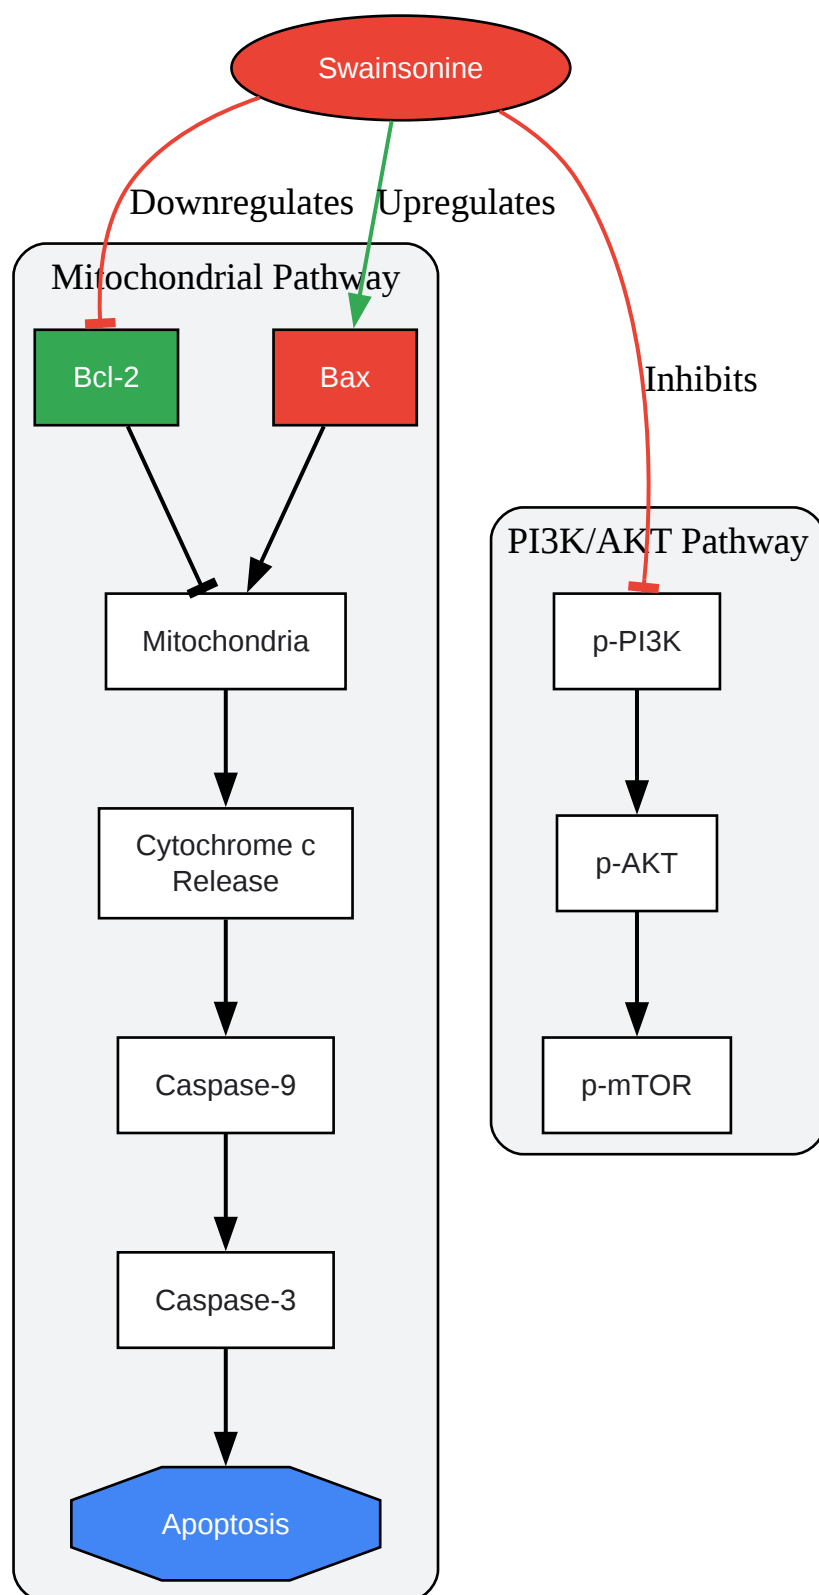 Swainsonine
Downregulates
Upregulates
Mitochondrial Pathway
Bcl-2
Bax
Inhibits
PI3K/AKT Pathway
Mitochondria
p-PI3K
Cytochrome c
Release
p-AKT
Caspase-9
p-mTOR
Caspase-3
Apoptosis